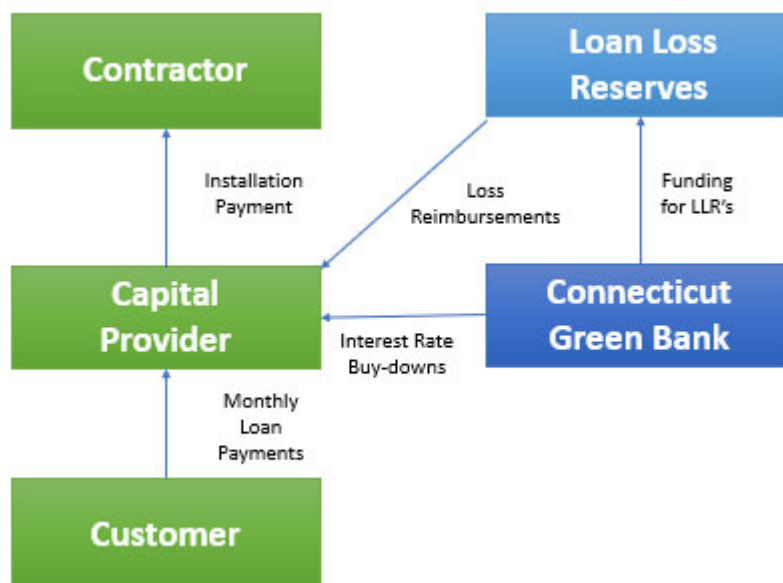 Contractor
Loan Loss
Reserves
Installation
Payment
Loss
Reimbursements
Funding
for LLR's
Capital
Provider
Connecticut
Green Bank
Interest Rate
Buy-downs
Monthly
Loan
Payments
Customer